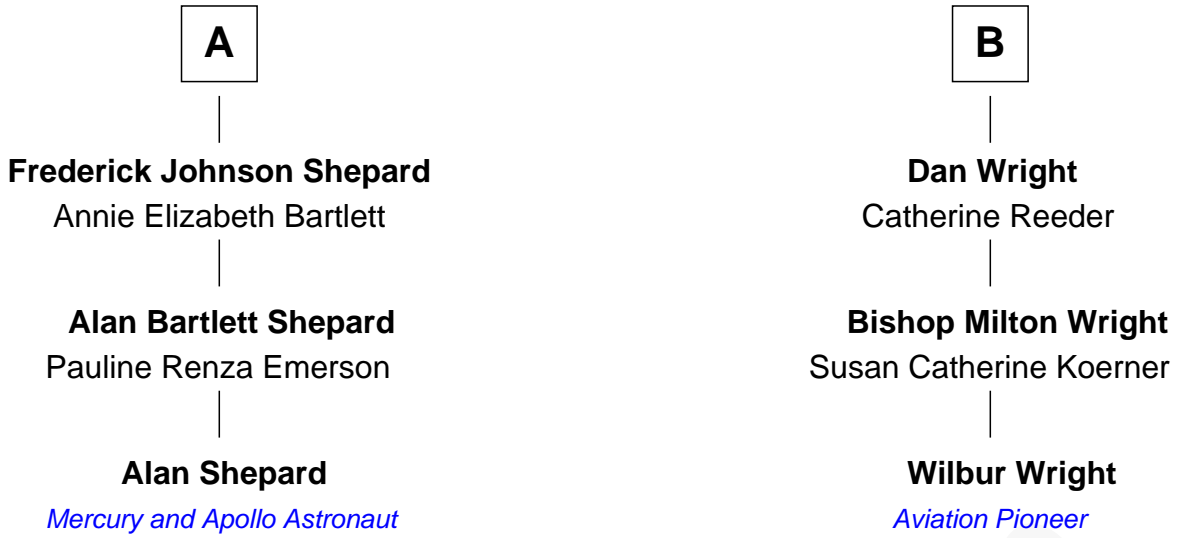 A
Frederick Johnson Shepard
Annie Elizabeth Bartlett
Alan Bartlett Shepard
Pauline Renza Emerson
Alan Shepard
Mercury and Apollo Astronaut
B
Dan Wright
Catherine Reeder
Bishop Milton Wright
Susan Catherine Koerner
Wilbur Wright
Aviation Pioneer